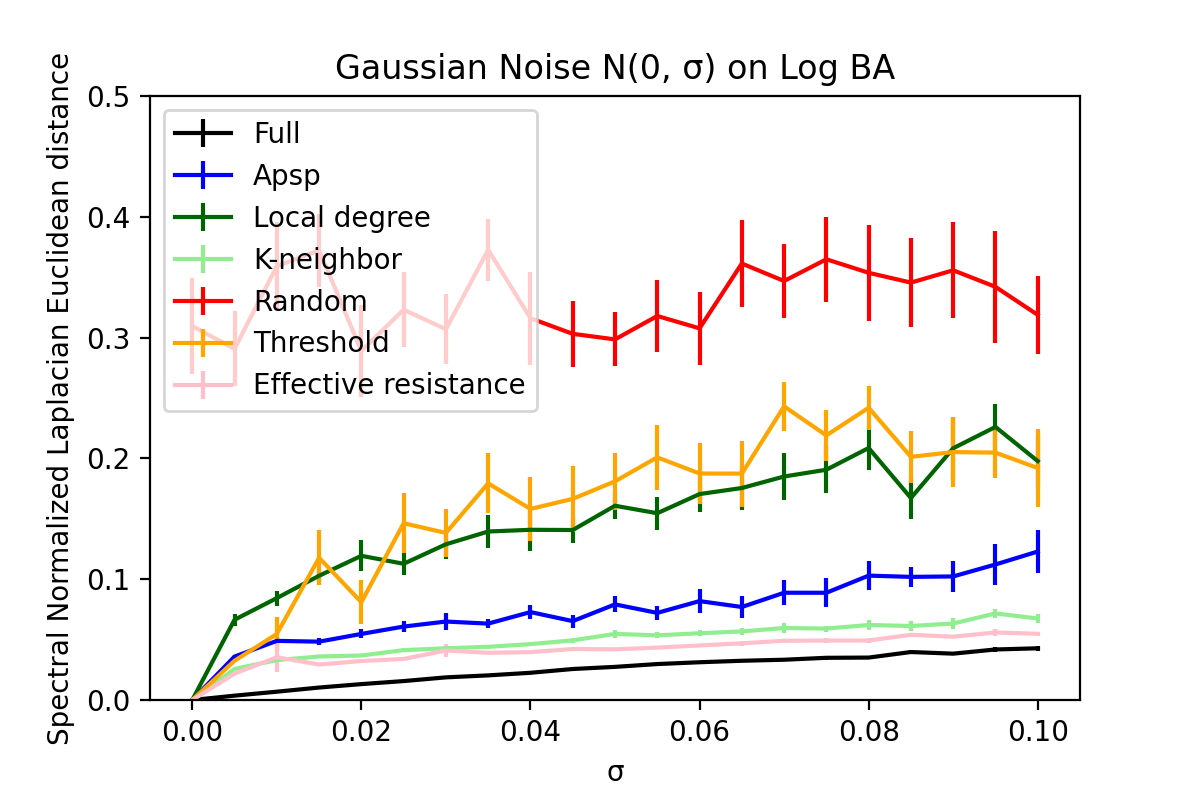 Gaussian Noise N(0, σ) on Log BA
Spectral Normalized Laplacian Euclidean distance
0.5
0.4
0.3
0.2
0.1
0.0
Full
Apsp
Local degree
K-neighbor
Random
Threshold
Effective resistance
0.00 0.02 0.04 0.06 0.08 0.10
σ